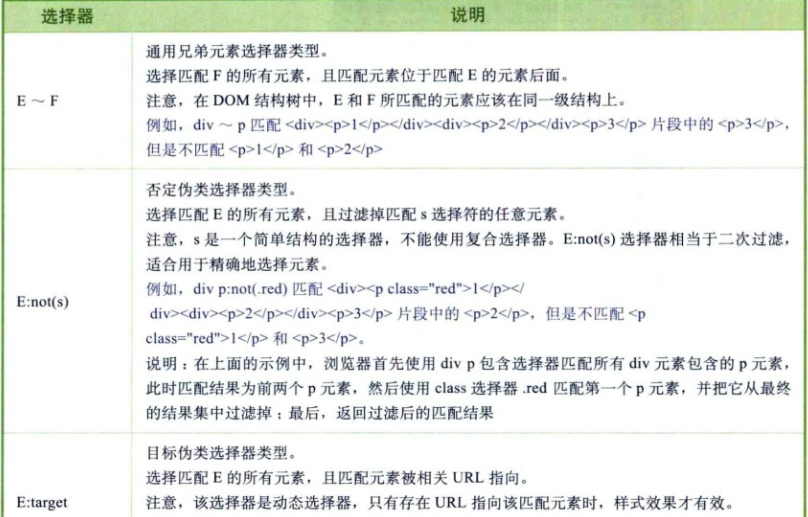 选择器 说明
E ～ F
通用兄弟元素选择器类型。
选择匹配 F 的所有元素，且匹配元素位于匹配 E 的元素后面。
注意，在 DOM 结构树中，E 和 F 所匹配的元素应该在同一级结构上。
例如，div ～ p 匹配 <div><p>1</p></div><div><p>2</p></div><p>3</p> 片段中的 <p>3</p>，
但是不匹配 <p>1</p> 和 <p>2</p>
E:not(s)
否定伪类选择器类型。
选择匹配 E 的所有元素，且过滤掉匹配 s 选择符的任意元素。
注意，s 是一个简单结构的选择器，不能使用复合选择器。E:not(s) 选择器相当于二次过滤，
适合用于精确地选择元素。
例如，div p:not(.red) 匹配 <div><p class="red">1</p></
div><div><p>2</p></div><p>3</p> 片段中的 <p>2</p>，但是不匹配 <p
class="red">1</p> 和 <p>3</p>。
说明：在上面的示例中，浏览器首先使用 div p 包含选择器匹配所有 div 元素包含的 p 元素，
此时匹配结果为前两个 p 元素，然后使用 class 选择器 .red 匹配第一个 p 元素，并把它从最终
的结果集中过滤掉；最后，返回过滤后的匹配结果
E:target
目标伪类选择器类型。
选择匹配 E 的所有元素，且匹配元素被相关 URL 指向。
注意，该选择器是动态选择器，只有存在 URL 指向该匹配元素时，样式效果才有效。